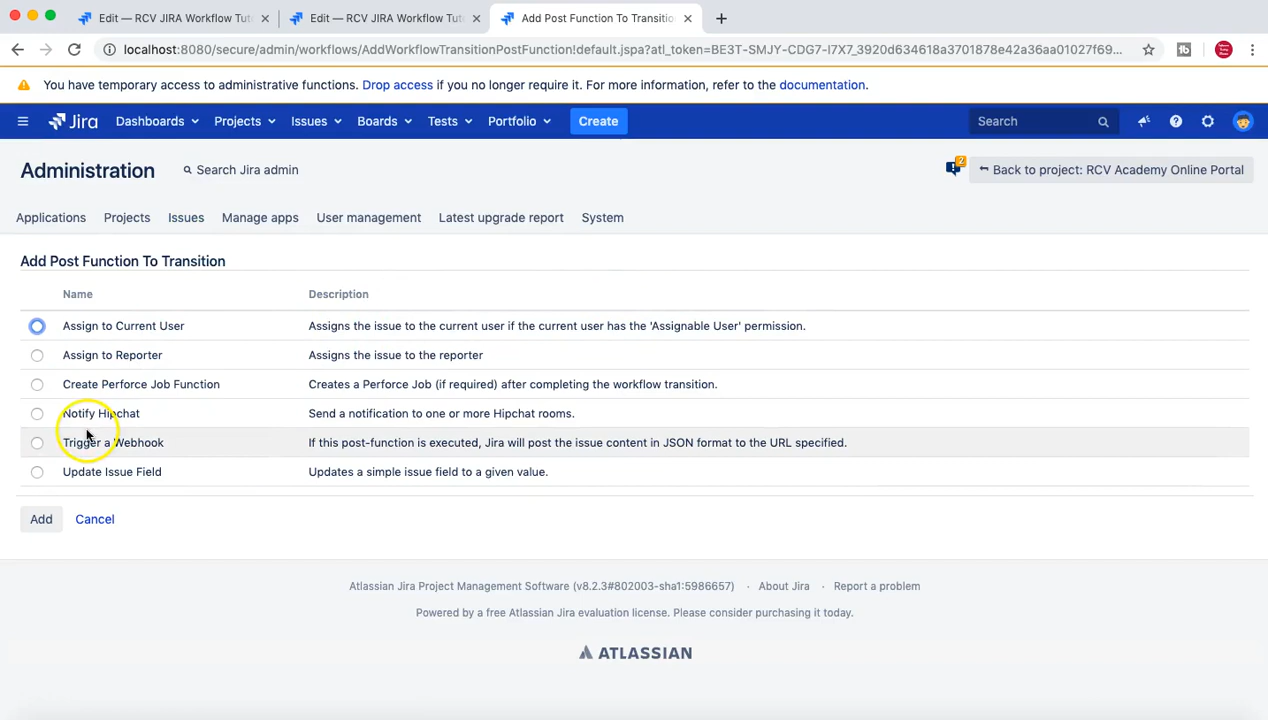 Edit — RCV JIRA Workflow Tut
Edit — RCV JIRA Workflow Tut
Add Post Function To Transition
localhost:8080/secure/admin/workflows/AddWorkflowTransitionPostFunction!default.jspa?atl_token=BE3T-SMJY-CDG7-I7X7_3920d634618a3701878e42a36aa01027f69...
You have temporary access to administrative functions. Drop access if you no longer require it. For more information, refer to the documentation.
Jira Dashboards Projects Issues Boards Tests Portfolio Create Search
Administration Search Jira admin 2 Back to project: RCV Academy Online Portal
Applications Projects Issues Manage apps User management Latest upgrade report System
Add Post Function To Transition
Name Description
Assign to Current User Assigns the issue to the current user if the current user has the 'Assignable User' permission.
Assign to Reporter Assigns the issue to the reporter
Create Perforce Job Function Creates a Perforce Job (if required) after completing the workflow transition.
Notify Hipchat Send a notification to one or more Hipchat rooms.
Trigger a Webhook If this post-function is executed, Jira will post the issue content in JSON format to the URL specified.
Update Issue Field Updates a simple issue field to a given value.
Add Cancel
Atlassian Jira Project Management Software (v8.2.3#802003-sha1:5986657) · About Jira · Report a problem
Powered by a free Atlassian Jira evaluation license. Please consider purchasing it today.
ATLASSIAN